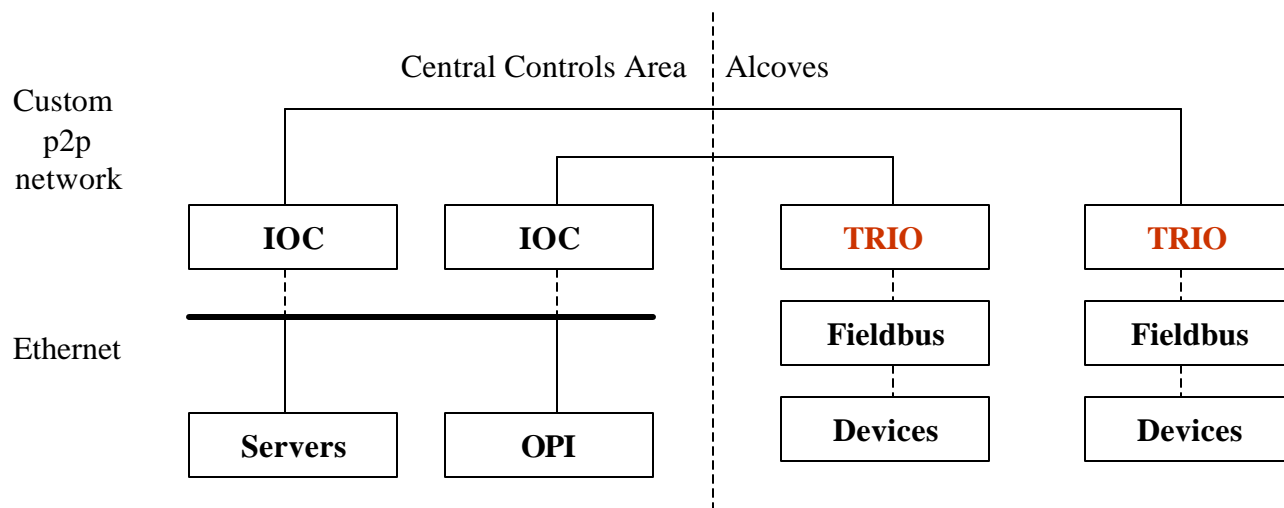 Central Controls Area
Alcoves
Custom
p2p
network
IOC
IOC
TRIO
TRIO
Ethernet
Fieldbus
Fieldbus
Servers
OPI
Devices
Devices